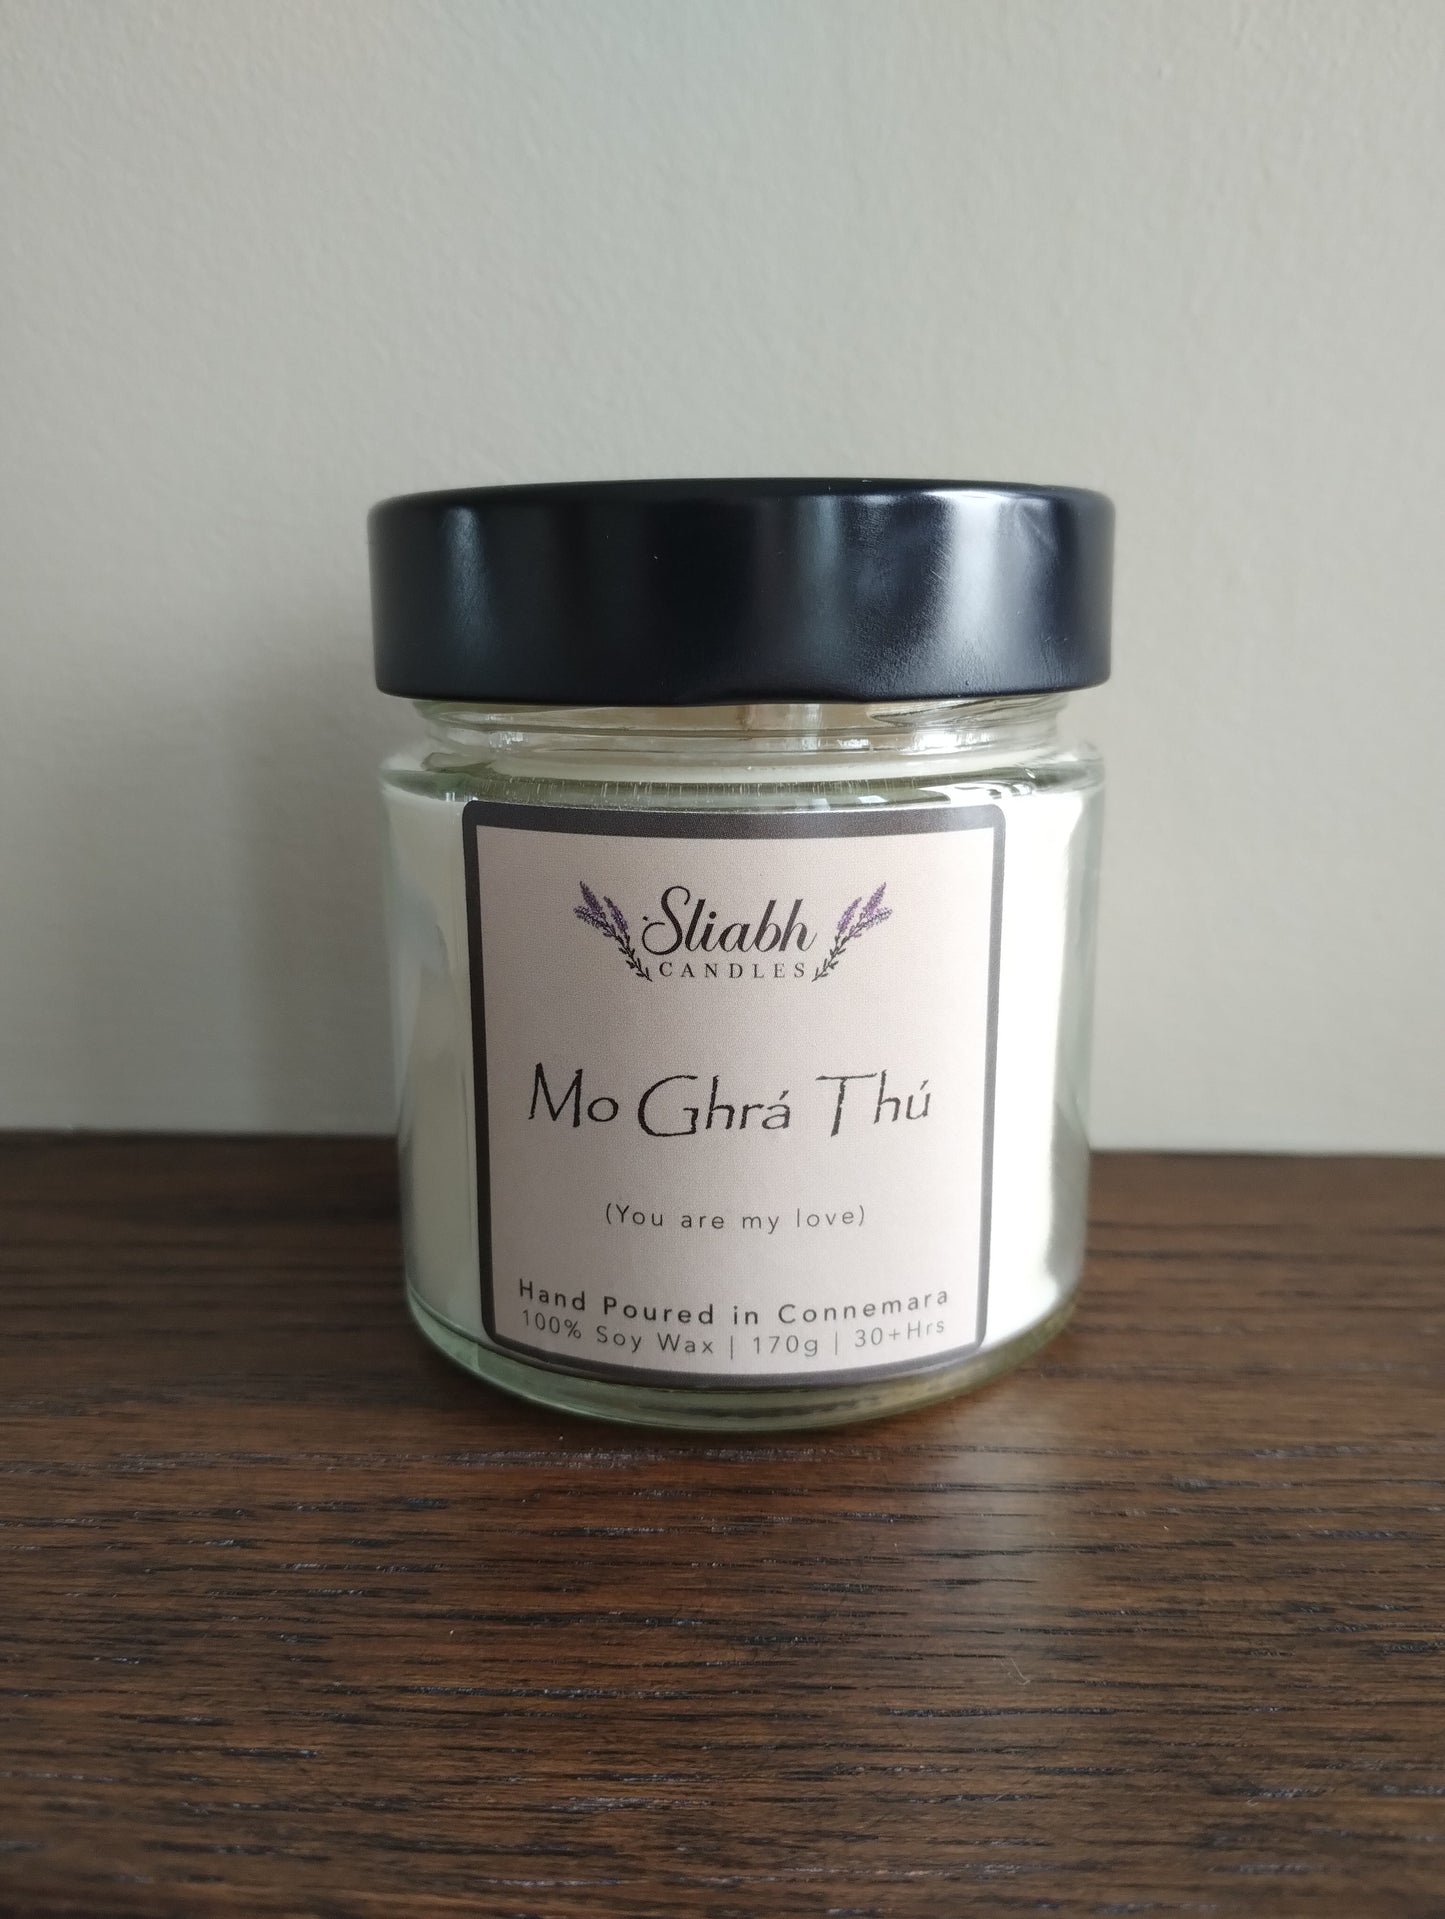 Sliabh
CANDLES
Mo Ghrá Thú
(You are my love)
Hand Poured in Connemara
100% Soy Wax | 170g | 30+Hrs